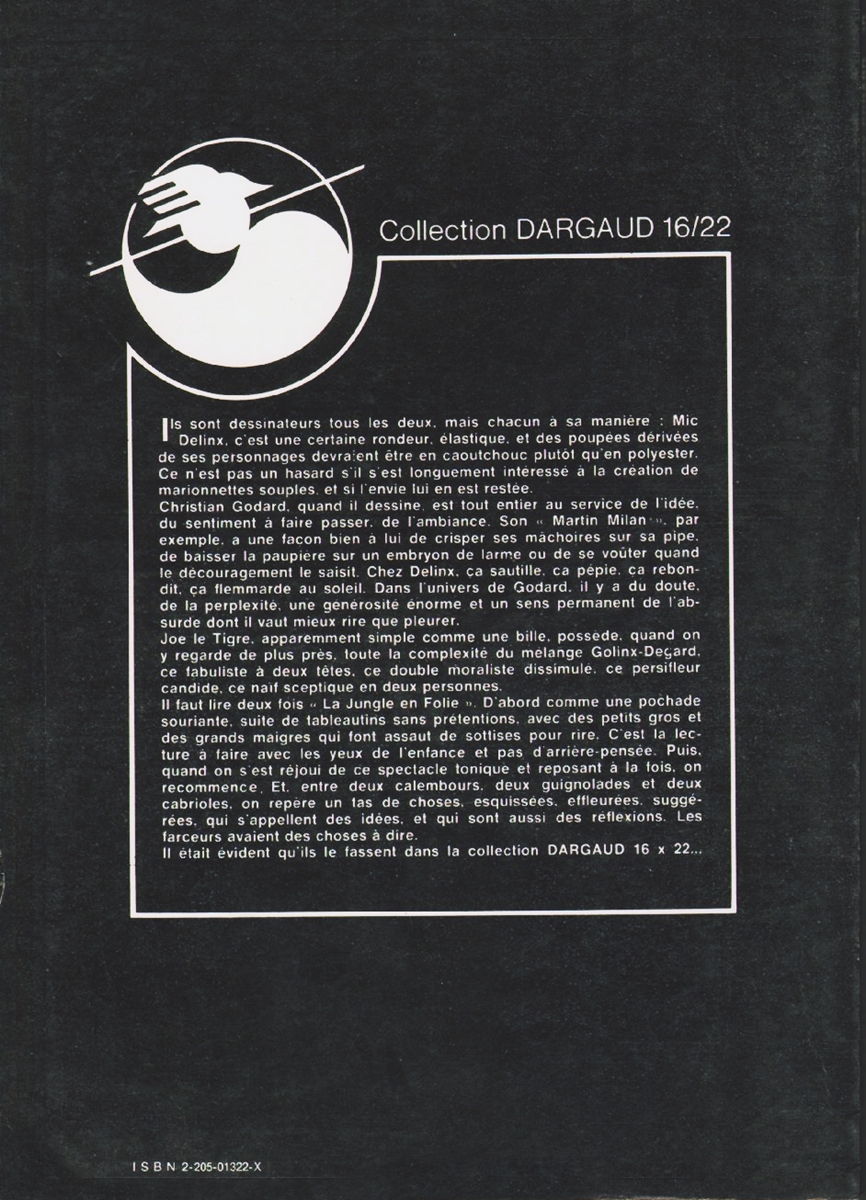 Collection DARGAUD 16/22
Ils sont dessinateurs tous les deux, mais chacun à sa manière : Mic
Delinx, c'est une certaine rondeur, élastique, et des poupées dérivées
de ses personnages devraient être en caoutchouc plutôt qu'en polyester.
Ce n'est pas un hasard s'il s'est longuement intéressé à la création de
marionnettes souples, et si l'envie lui en est restée.
Christian Godard, quand il dessine, est tout entier au service de l'idée,
du sentiment à faire passer, de l'ambiance. Son « Martin Milan », par
exemple, a une facon bien à lui de crisper ses mâchoires sur sa pipe,
de baisser la paupière sur un embryon de larme ou de se voûter quand
le découragement le saisit. Chez Delinx, ça sautille, ca pépie, ça rebon-
dit, ça flemmarde au soleil. Dans l'univers de Godard, il y a du doute,
de la perplexité, une générosité énorme et un sens permanent de l'ab-
surde dont il vaut mieux rire que pleurer.
Joe le Tigre, apparemment simple comme une bille, possède, quand on
y regarde de plus près, toute la complexité du mélange Golinx-Degard,
ce fabuliste à deux têtes, ce double moraliste dissimulé, ce persifleur
candide, ce naïf sceptique en deux personnes.
Il faut lire deux fois « La Jungle en Folie ». D'abord comme une pochade
souriante, suite de tableautins sans prétentions, avec des petits gros et
des grands maigres qui font assaut de sottises pour rire. C'est la lec-
ture à faire avec les yeux de l'enfance et pas d'arrière-pensée. Puis,
quand on s'est réjoui de ce spectacle tonique et reposant à la fois, on
recommence. Et, entre deux calembours, deux guignolades et deux
cabrioles, on repère un tas de choses, esquissées, effleurées, suggé-
rées, qui s'appellent des idées, et qui sont aussi des réflexions. Les
farceurs avaient des choses à dire.
Il était évident qu'ils le fassent dans la collection DARGAUD 16 x 22...
ISBN 2-205-01322-X